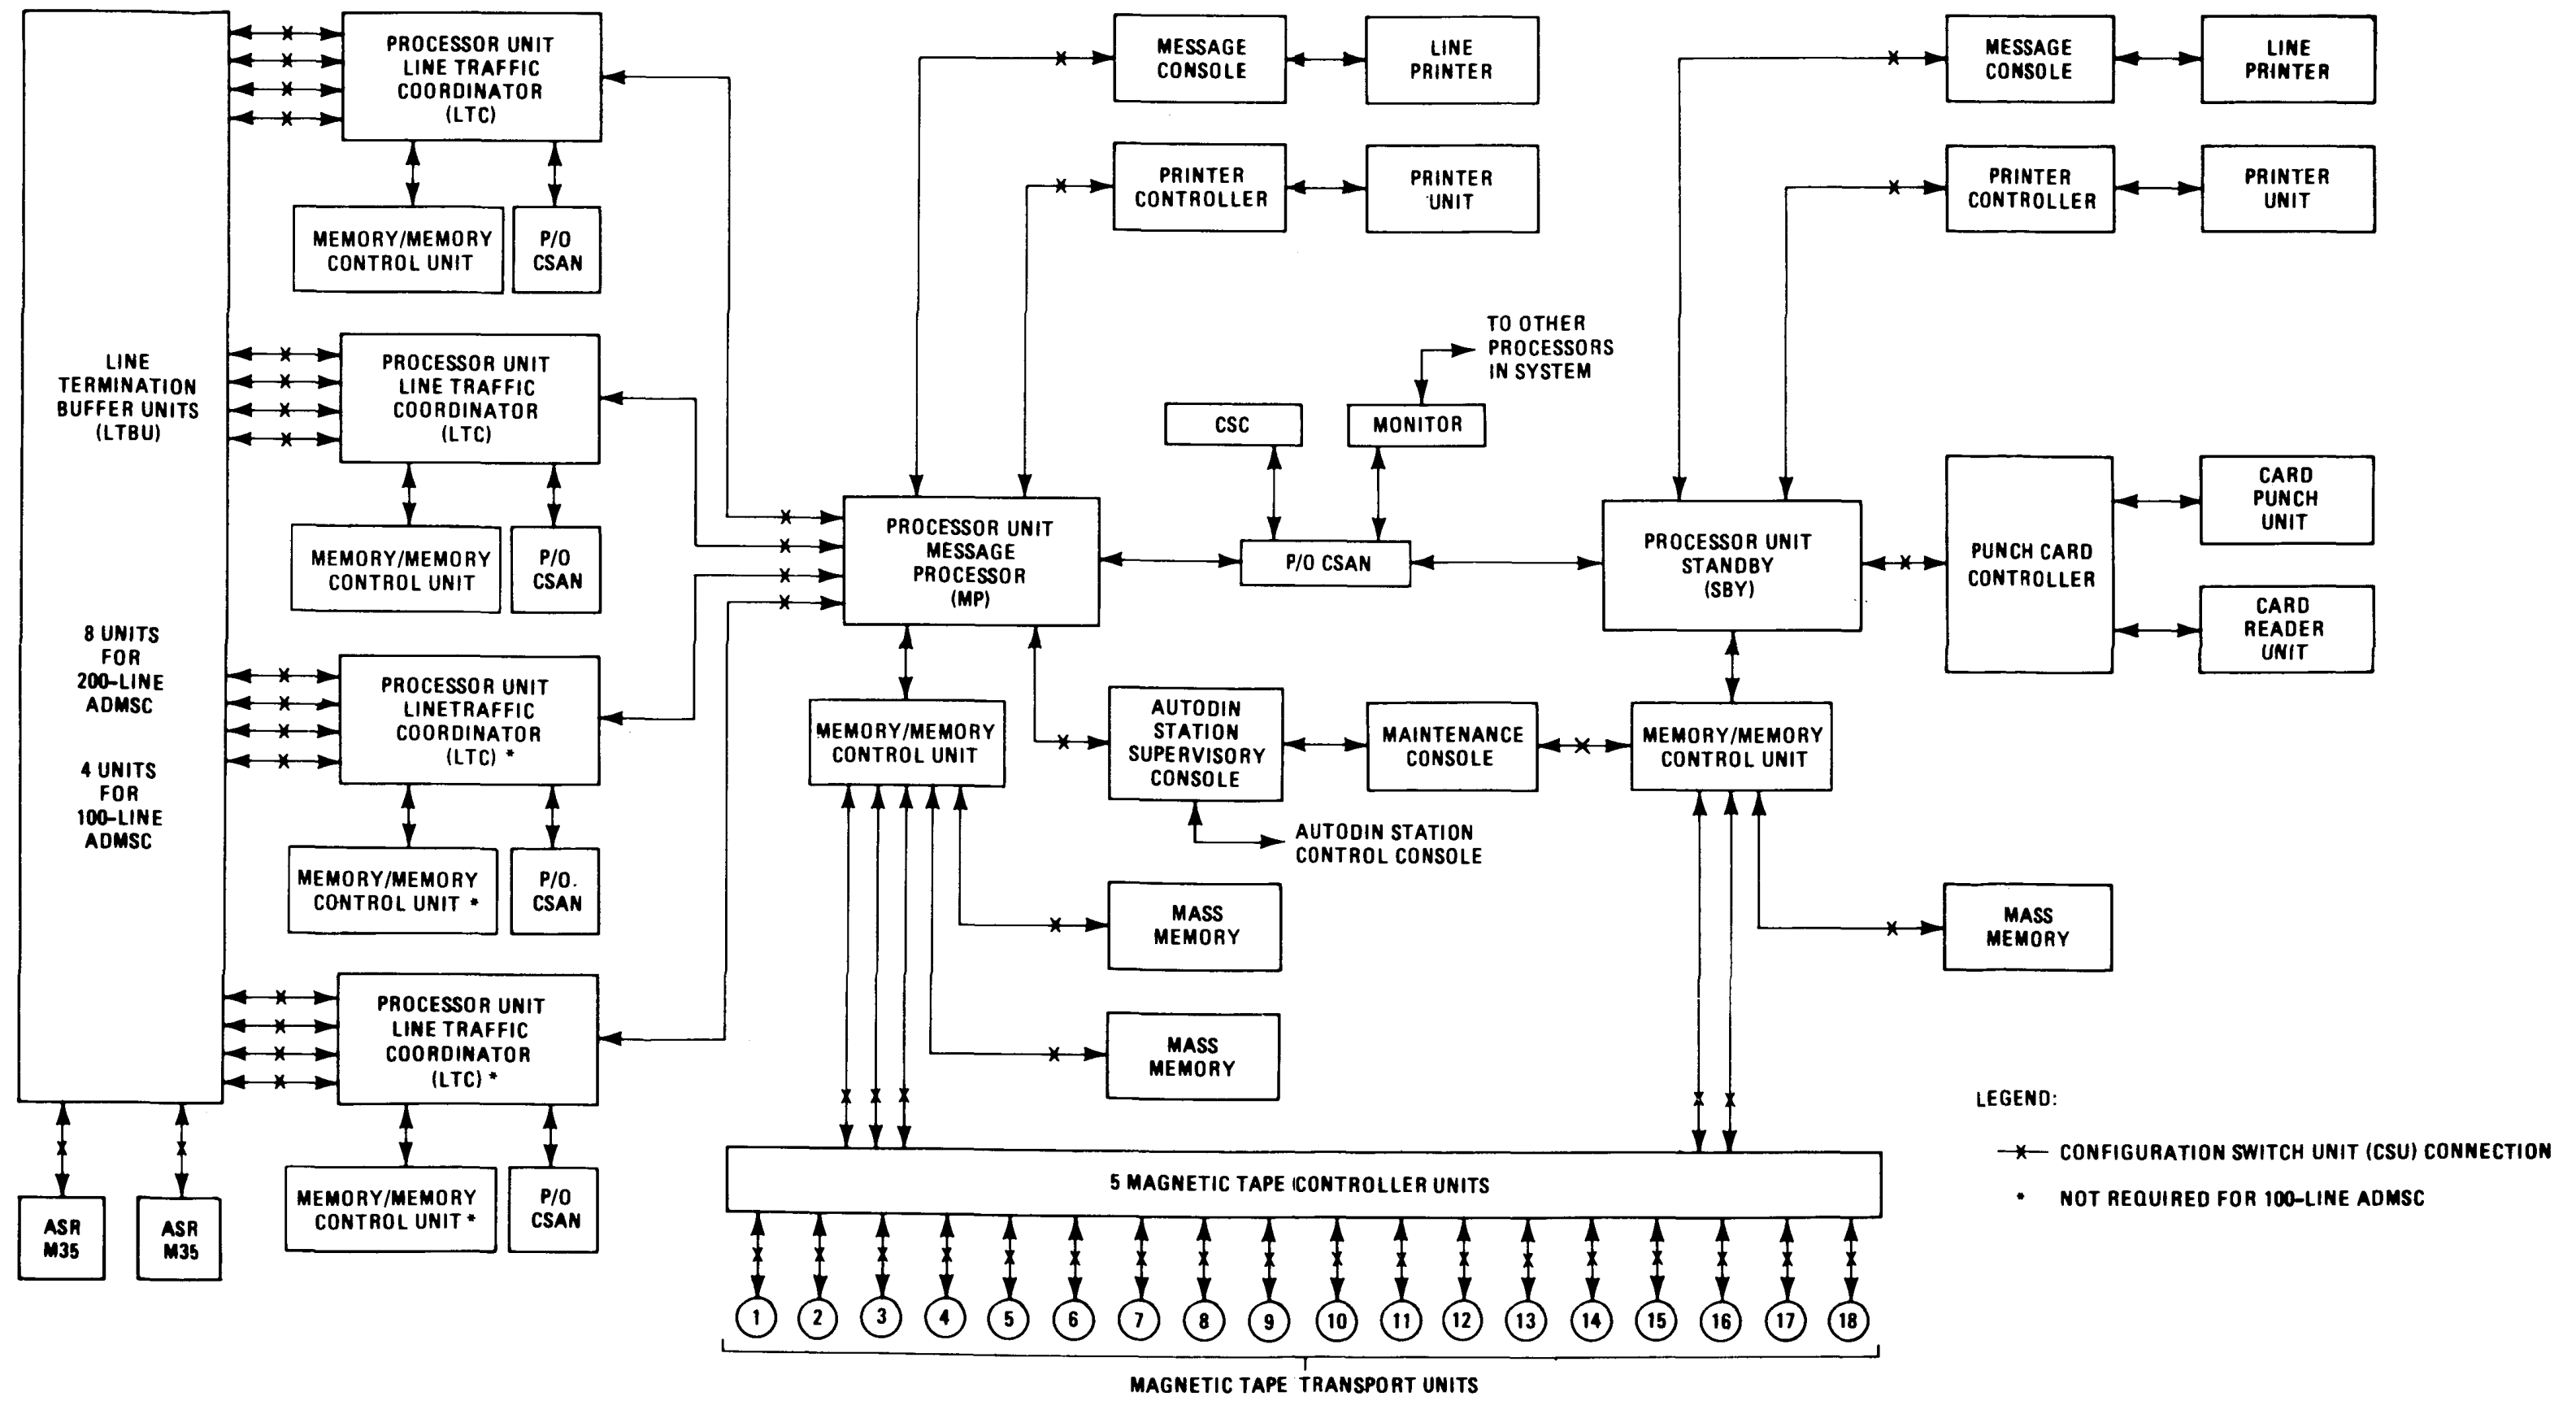 LINE
TERMINATION
BUFFER UNITS
(LTBU)
8 UNITS
FOR
200-LINE
ADMSC
4 UNITS
FOR
100-LINE
ADMSC
ASR
M35
ASR
M35
PROCESSOR UNIT
LINE TRAFFIC
COORDINATOR
(LTC)
MEMORY/MEMORY
CONTROL UNIT
P/O
CSAN
PROCESSOR UNIT
LINE TRAFFIC
COORDINATOR
(LTC)
MEMORY/MEMORY
CONTROL UNIT
P/O
CSAN
PROCESSOR UNIT
LINETRAFFIC
COORDINATOR
(LTC) *
MEMORY/MEMORY
CONTROL UNIT *
P/O.
CSAN
PROCESSOR UNIT
LINE TRAFFIC
COORDINATOR
(LTC) *
MEMORY/MEMORY
CONTROL UNIT *
P/O
CSAN
MESSAGE
CONSOLE
LINE
PRINTER
PRINTER
CONTROLLER
PRINTER
UNIT
TO OTHER
PROCESSORS
IN SYSTEM
CSC
MONITOR
PROCESSOR UNIT
MESSAGE
PROCESSOR
(MP)
P/O CSAN
MEMORY/MEMORY
CONTROL UNIT
AUTODIN
STATION
SUPERVISORY
CONSOLE
MAINTENANCE
CONSOLE
AUTODIN STATION
CONTROL CONSOLE
MASS
MEMORY
MASS
MEMORY
MESSAGE
CONSOLE
LINE
PRINTER
PRINTER
CONTROLLER
PRINTER
UNIT
PROCESSOR UNIT
STANDBY
(SBY)
PUNCH CARD
CONTROLLER
CARD
PUNCH
UNIT
CARD
READER
UNIT
MEMORY/MEMORY
CONTROL UNIT
MASS
MEMORY
5 MAGNETIC TAPE CONTROLLER UNITS
1 2 3 4 5 6 7 8 9 10 11 12 13 14 15 16 17 18
MAGNETIC TAPE TRANSPORT UNITS
LEGEND:
CONFIGURATION SWITCH UNIT (CSU) CONNECTION
* NOT REQUIRED FOR 100-LINE ADMSC